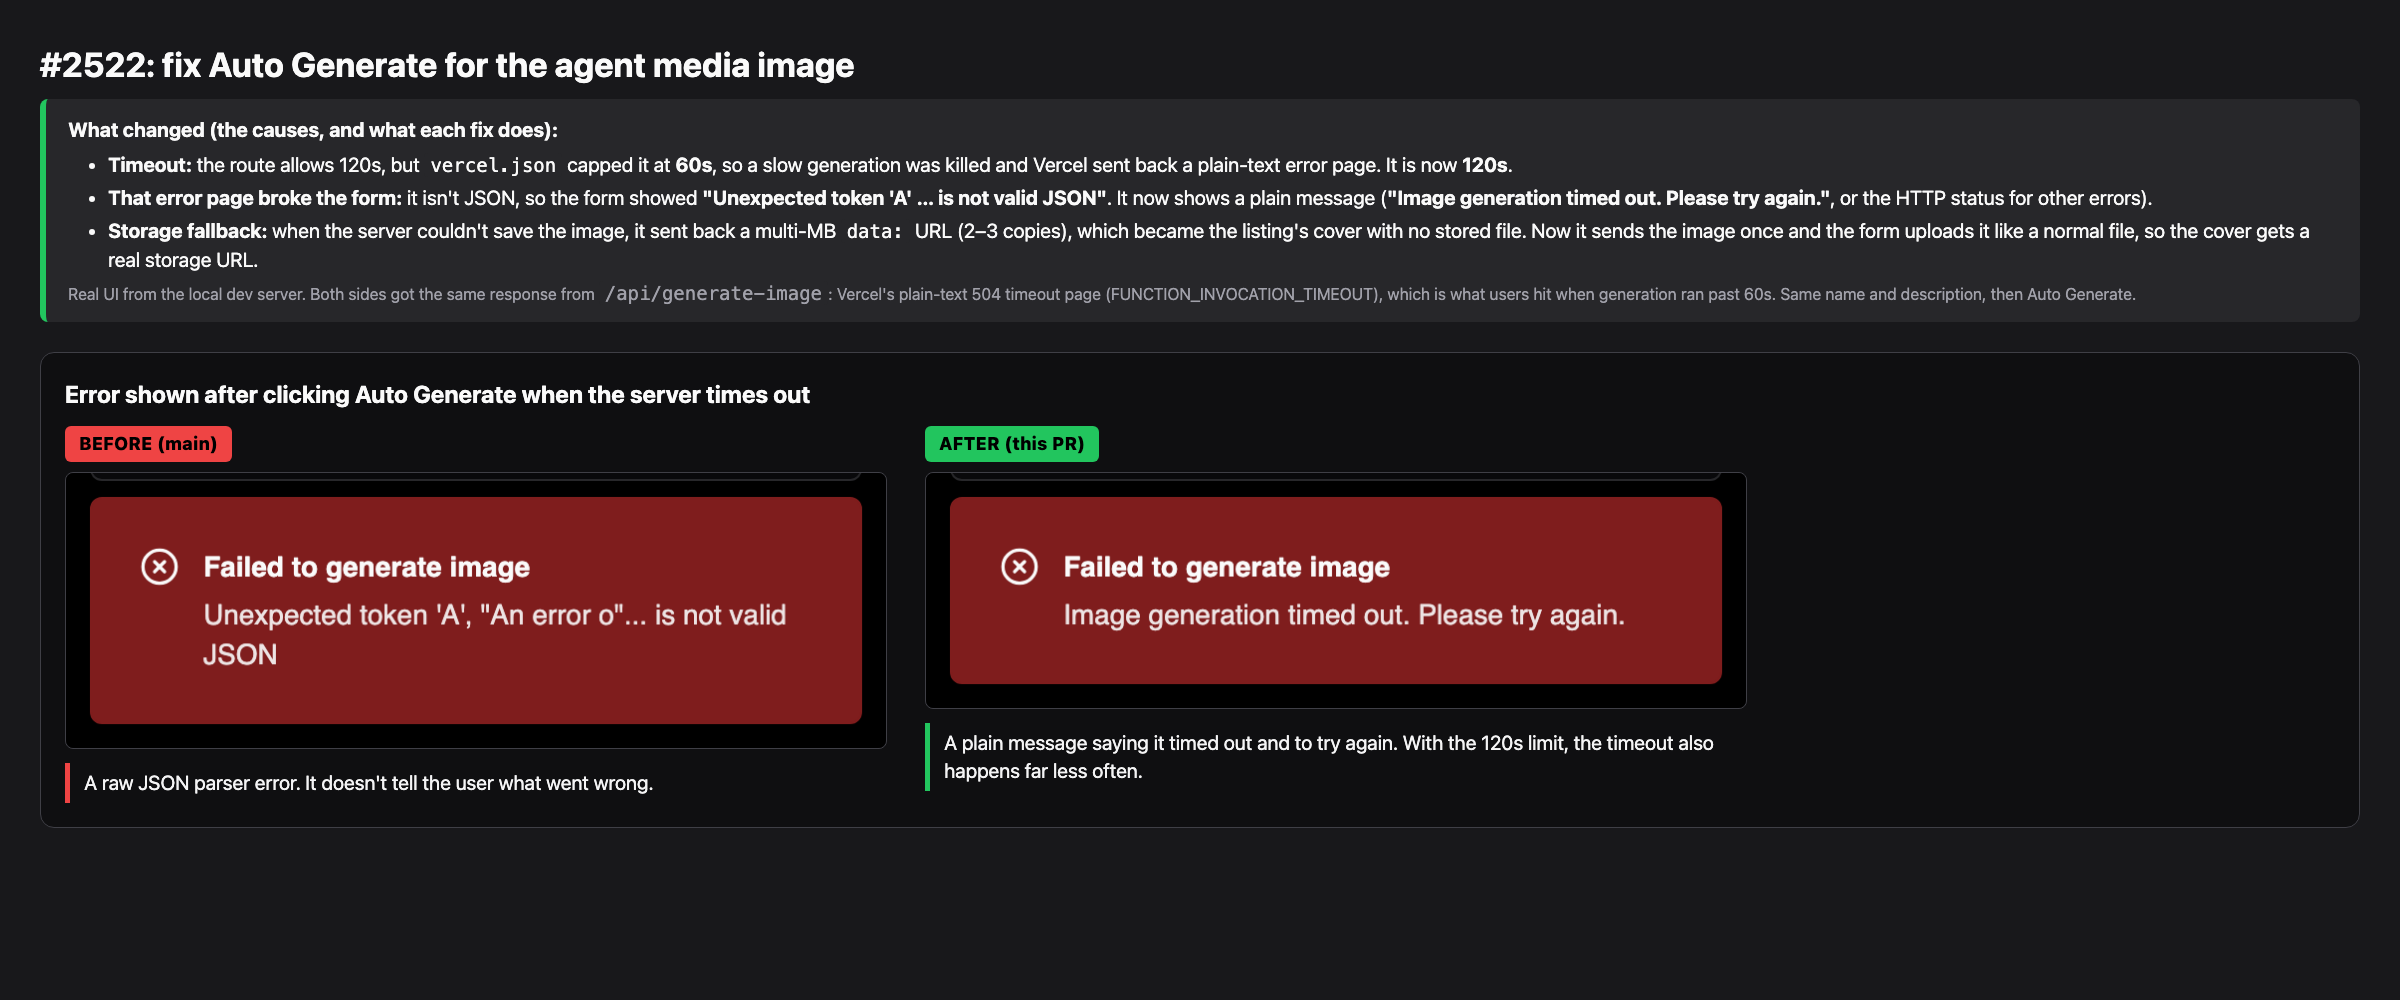 #2522: fix Auto Generate for the agent media image
What changed (the causes, and what each fix does):
• Timeout: the route allows 120s, but vercel.json capped it at 60s, so a slow generation was killed and Vercel sent back a plain-text error page. It is now 120s.
• That error page broke the form: it isn't JSON, so the form showed "Unexpected token 'A' ... is not valid JSON". It now shows a plain message ("Image generation timed out. Please try again.", or the HTTP status for other errors).
• Storage fallback: when the server couldn't save the image, it sent back a multi-MB data: URL (2–3 copies), which became the listing's cover with no stored file. Now it sends the image once and the form uploads it like a normal file, so the cover gets a
real storage URL.
Real UI from the local dev server. Both sides got the same response from /api/generate-image : Vercel's plain-text 504 timeout page (FUNCTION_INVOCATION_TIMEOUT), which is what users hit when generation ran past 60s. Same name and description, then Auto Generate.
Error shown after clicking Auto Generate when the server times out
BEFORE (main)
Failed to generate image
Unexpected token 'A', "An error o"... is not valid
JSON
A raw JSON parser error. It doesn't tell the user what went wrong.
AFTER (this PR)
Failed to generate image
Image generation timed out. Please try again.
A plain message saying it timed out and to try again. With the 120s limit, the timeout also
happens far less often.